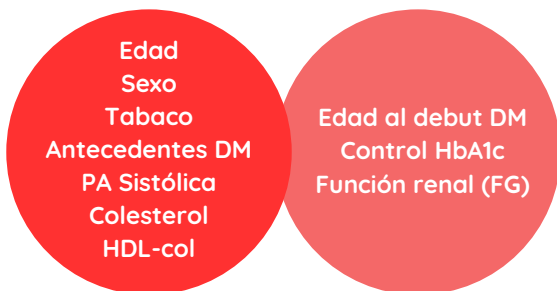 Edad
Sexo
Tabaco
Antecedentes DM
PA Sistólica
Colesterol
HDL-col
Edad al debut DM
Control HbA1c
Función renal (FG)